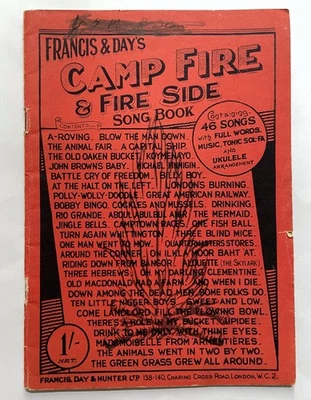 FRANCIS & DAY'S
CAMP FIRE
& FIRE SIDE
SONG BOOK
CONTENTS
46 SONGS
with FULL WORDS,
MUSIC, TONIC SOL-FA
AND
UKULELE
ARRANGEMENT
A-ROVING. BLOW THE MAN DOWN.
THE ANIMAL FAIR. A CAPITAL SHIP.
THE OLD OAKEN BUCKET. KOYMENAYO.
JOHN BROWN'S BABY. MICHAEL FINNIGIN.
BATTLE CRY OF FREEDOM. BILLY BOY.
AT THE HALT ON THE LEFT. LONDON'S BURNING.
POLLY-WOLLY-DOODLE. GREAT AMERICAN RAILWAY.
BOBBY BINGO. COCKLES AND MUSSELS. DRINKING.
RIO GRANDE. ABDUL BULBUL AMIR. THE MERMAID.
JINGLE BELLS. CAMPTOWN RACES. ONE FISH BALL.
TURN AGAIN WHITTINGTON. THREE BLIND MICE.
ONE MAN WENT TO MOW. QUARTERMASTERS STORES.
AROUND THE CORNER. ON ILKLA MOOR BAHT AT.
RIDING DOWN FROM BANGOR. ALOUETTE (THE SKYLARK)
THREE HEBREWS. DARLING CLEMENTINE.
OLD MACDONALD HAD A FARM. AND WHEN I DIE.
DOWN AMONG THE DEAD MEN. SOME FOLKS DO.
TEN LITTLE NIGGER BOYS. SWEET AND LOW.
COME LANDLORD FILL THE FLOWING BOWL.
THERE'S A HOLE IN MY BUCKET. CUPIDEE.
DRINK TO ME ONLY WITH THINE EYES.
MADEMOISELLE FROM ARMENTIÈRES.
THE ANIMALS WENT IN TWO BY TWO.
THE GREEN GRASS GREW ALL AROUND.
1/-
NET.
FRANCIS, DAY & HUNTER LTD 138-140, CHARING CROSS ROAD, LONDON, W.C.2.